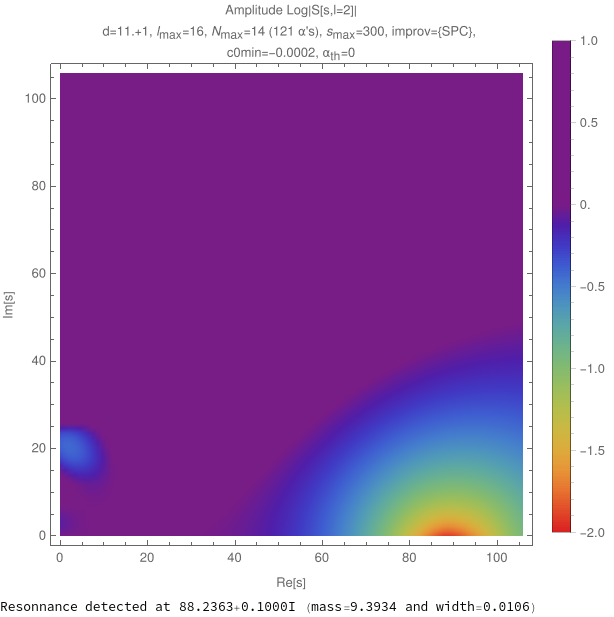 Amplitude Log|S[s,l=2]|
d=11.+1, lmax=16, Nmax=14 (121 α's), smax=300, improv={SPC},
c0min=−0.0002, αth=0
1.0
0.5
0.
−0.5
−1.0
−1.5
−2.0
100
80
60
40
20
0
Im[s]
0 20 40 60 80 100
Re[s]
Resonnance detected at 88.2363+0.1000I (mass=9.3934 and width=0.0106)